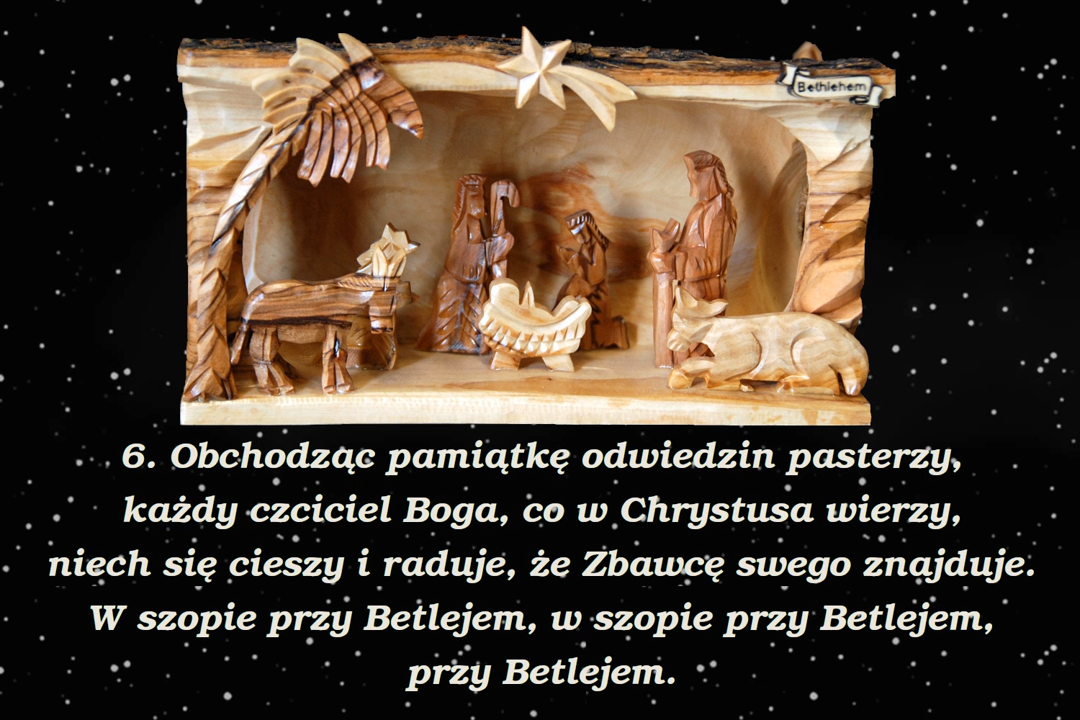 Bethlehem
6. Obchodząc pamiątkę odwiedzin pasterzy,
każdy czciciel Boga, co w Chrystusa wierzy,
niech się cieszy i raduje, że Zbawcę swego znajduje.
W szopie przy Betlejem, w szopie przy Betlejem,
przy Betlejem.